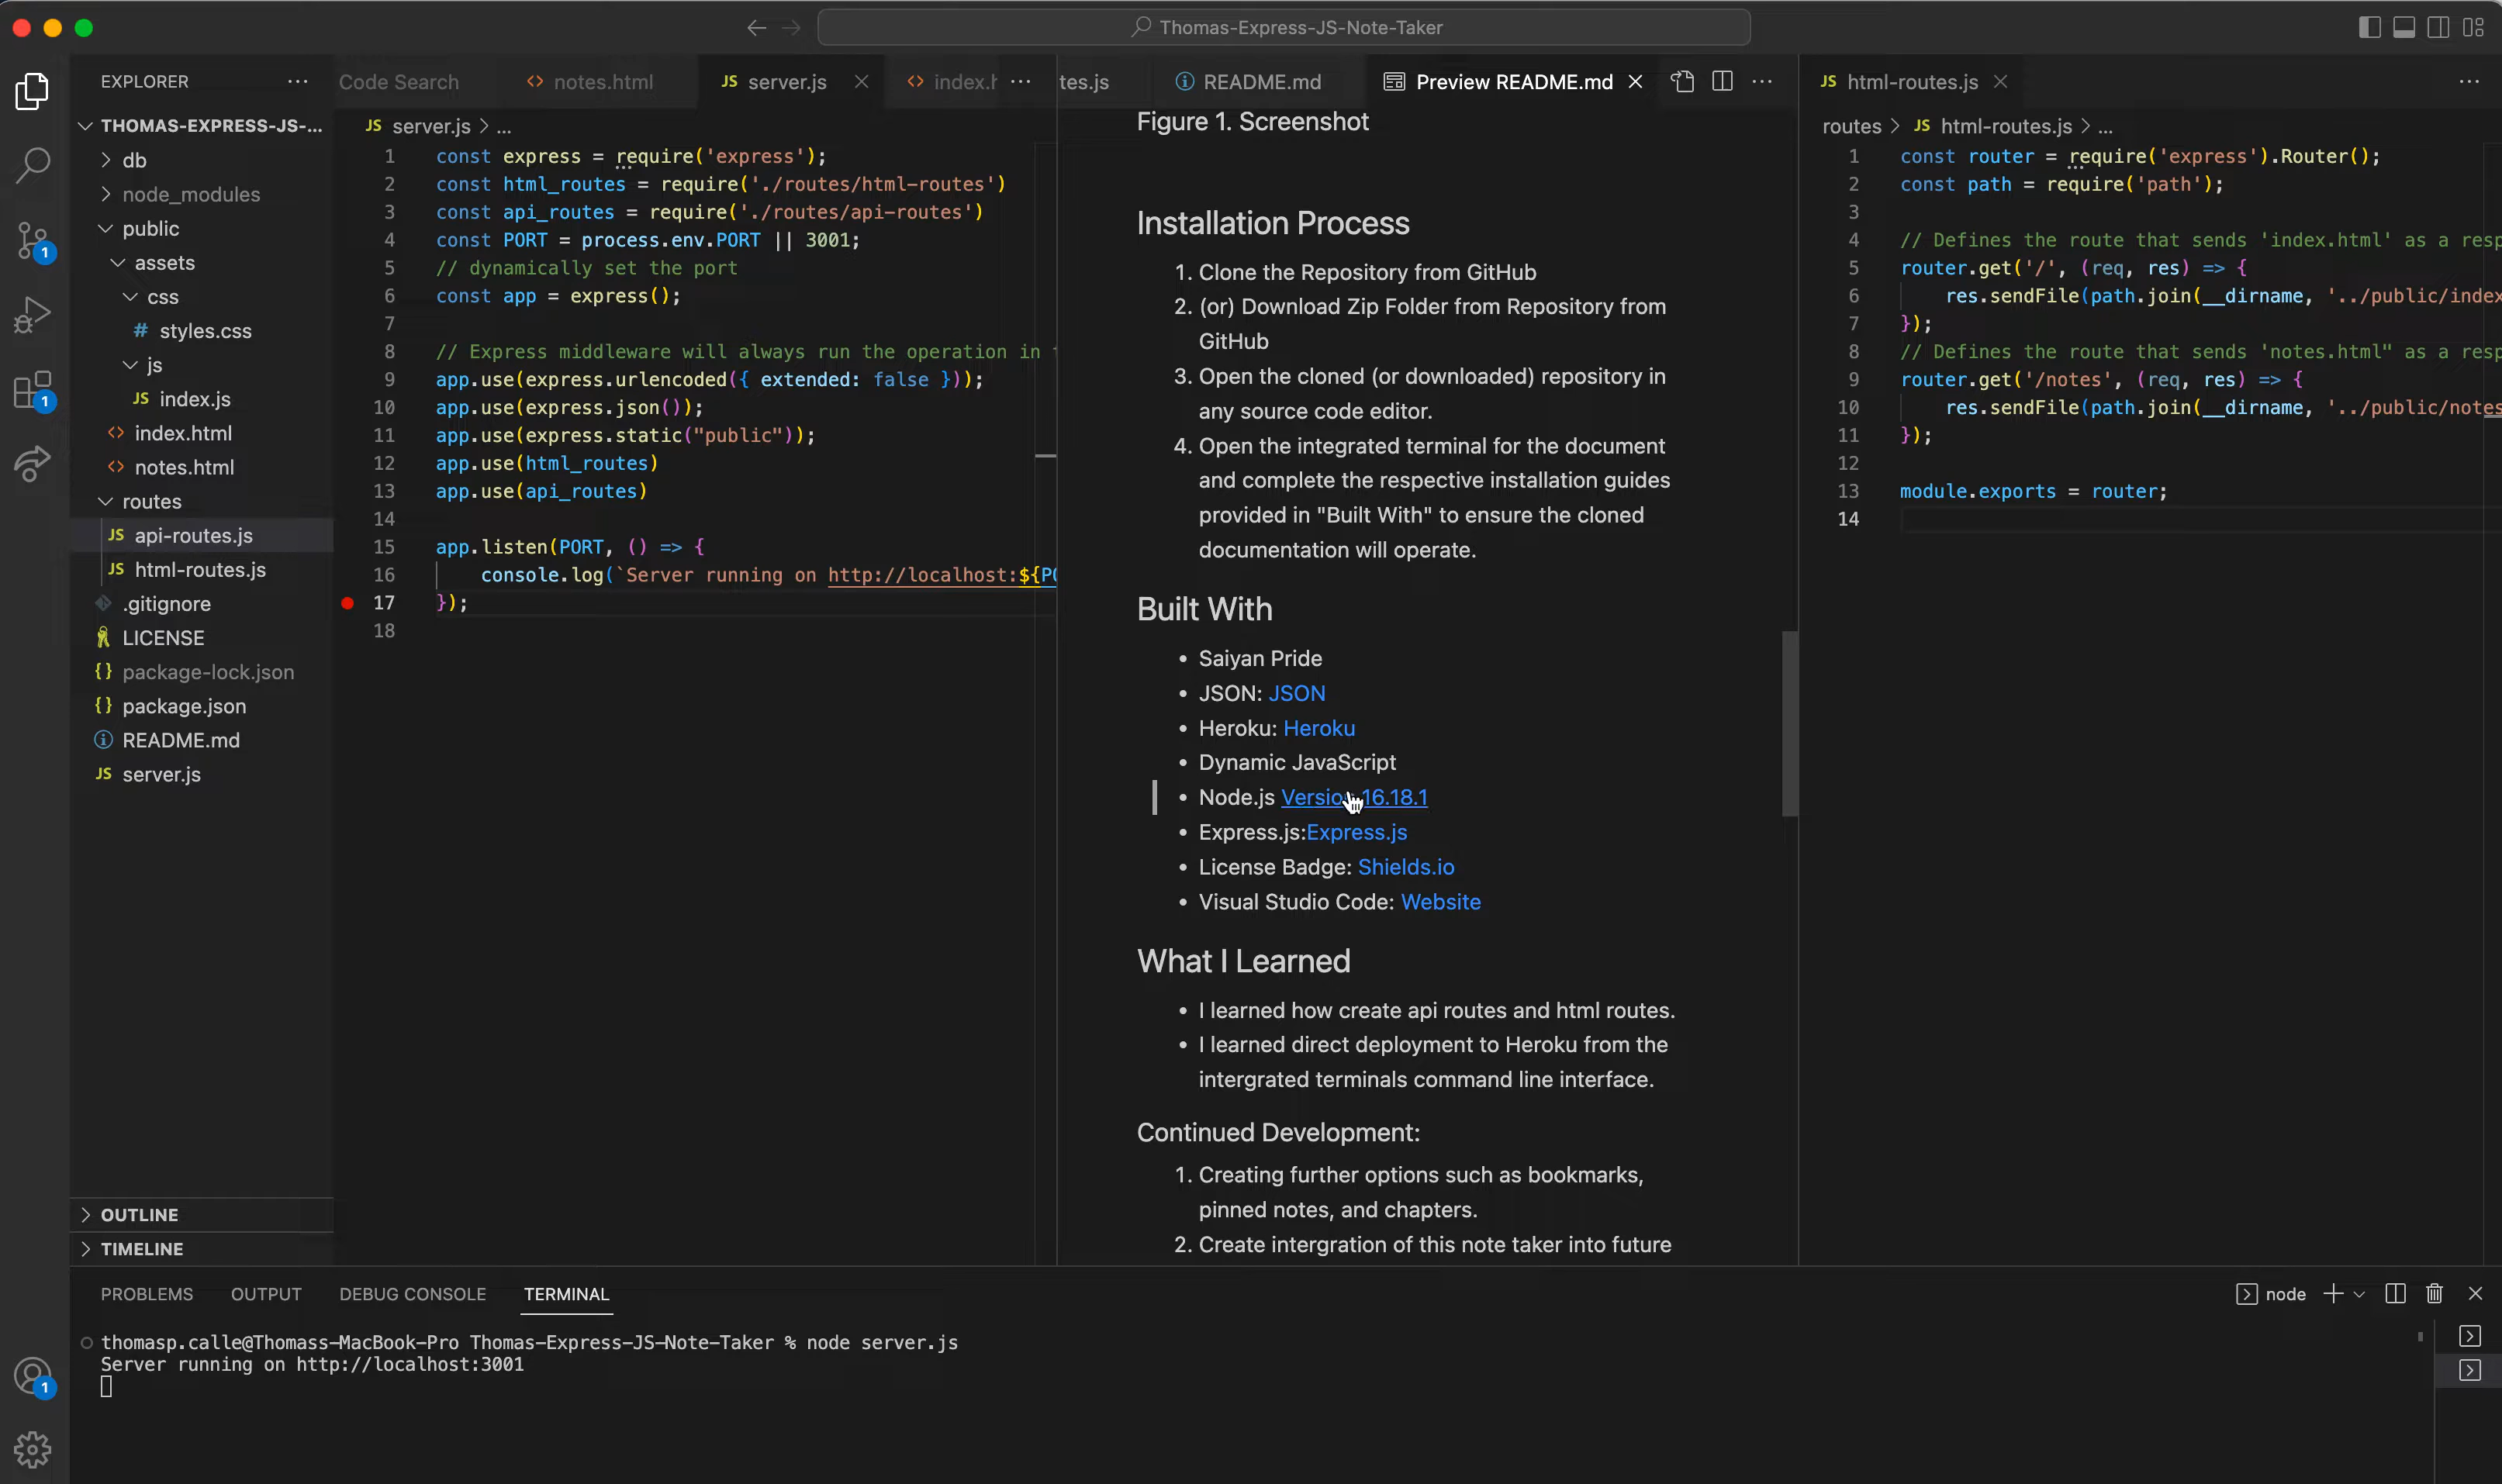 Thomas-Express-JS-Note-Taker
EXPLORER
THOMAS-EXPRESS-JS-...
db
node_modules
public
assets
css
# styles.css
js
JS index.js
<> index.html
<> notes.html
routes
JS api-routes.js
JS html-routes.js
.gitignore
LICENSE
{} package-lock.json
{} package.json
README.md
JS server.js
OUTLINE
TIMELINE
1
1
1
Code Search
<> notes.html
JS server.js
<> index.h
JS server.js > ...
1 const express = require('express');
2 const html_routes = require('./routes/html-routes')
3 const api_routes = require('./routes/api-routes')
4 const PORT = process.env.PORT || 3001;
5 // dynamically set the port
6 const app = express();
7
8 // Express middleware will always run the operation in
9 app.use(express.urlencoded({ extended: false }));
10 app.use(express.json());
11 app.use(express.static("public"));
12 app.use(html_routes)
13 app.use(api_routes)
14
15 app.listen(PORT, () => {
16 console.log(`Server running on http://localhost:${PO
17 });
18
tes.js
README.md
Preview README.md
Figure 1. Screenshot
Installation Process
1. Clone the Repository from GitHub
2. (or) Download Zip Folder from Repository from
GitHub
3. Open the cloned (or downloaded) repository in
any source code editor.
4. Open the integrated terminal for the document
and complete the respective installation guides
provided in "Built With" to ensure the cloned
documentation will operate.
Built With
• Saiyan Pride
• JSON: JSON
• Heroku: Heroku
• Dynamic JavaScript
• Node.js Version 16.18.1
• Express.js:Express.js
• License Badge: Shields.io
• Visual Studio Code: Website
What I Learned
• I learned how create api routes and html routes.
• I learned direct deployment to Heroku from the
intergrated terminals command line interface.
Continued Development:
1. Creating further options such as bookmarks,
pinned notes, and chapters.
2. Create intergration of this note taker into future
JS html-routes.js
routes > JS html-routes.js > ...
1 const router = require('express').Router();
2 const path = require('path');
3
4 // Defines the route that sends 'index.html' as a resp
5 router.get('/', (req, res) => {
6 res.sendFile(path.join(__dirname, '../public/index
7 });
8 // Defines the route that sends 'notes.html" as a resp
9 router.get('/notes', (req, res) => {
10 res.sendFile(path.join(__dirname, '../public/notes
11 });
12
13 module.exports = router;
14
PROBLEMS
OUTPUT
DEBUG CONSOLE
TERMINAL
node
thomasp.calle@Thomass-MacBook-Pro Thomas-Express-JS-Note-Taker % node server.js
Server running on http://localhost:3001